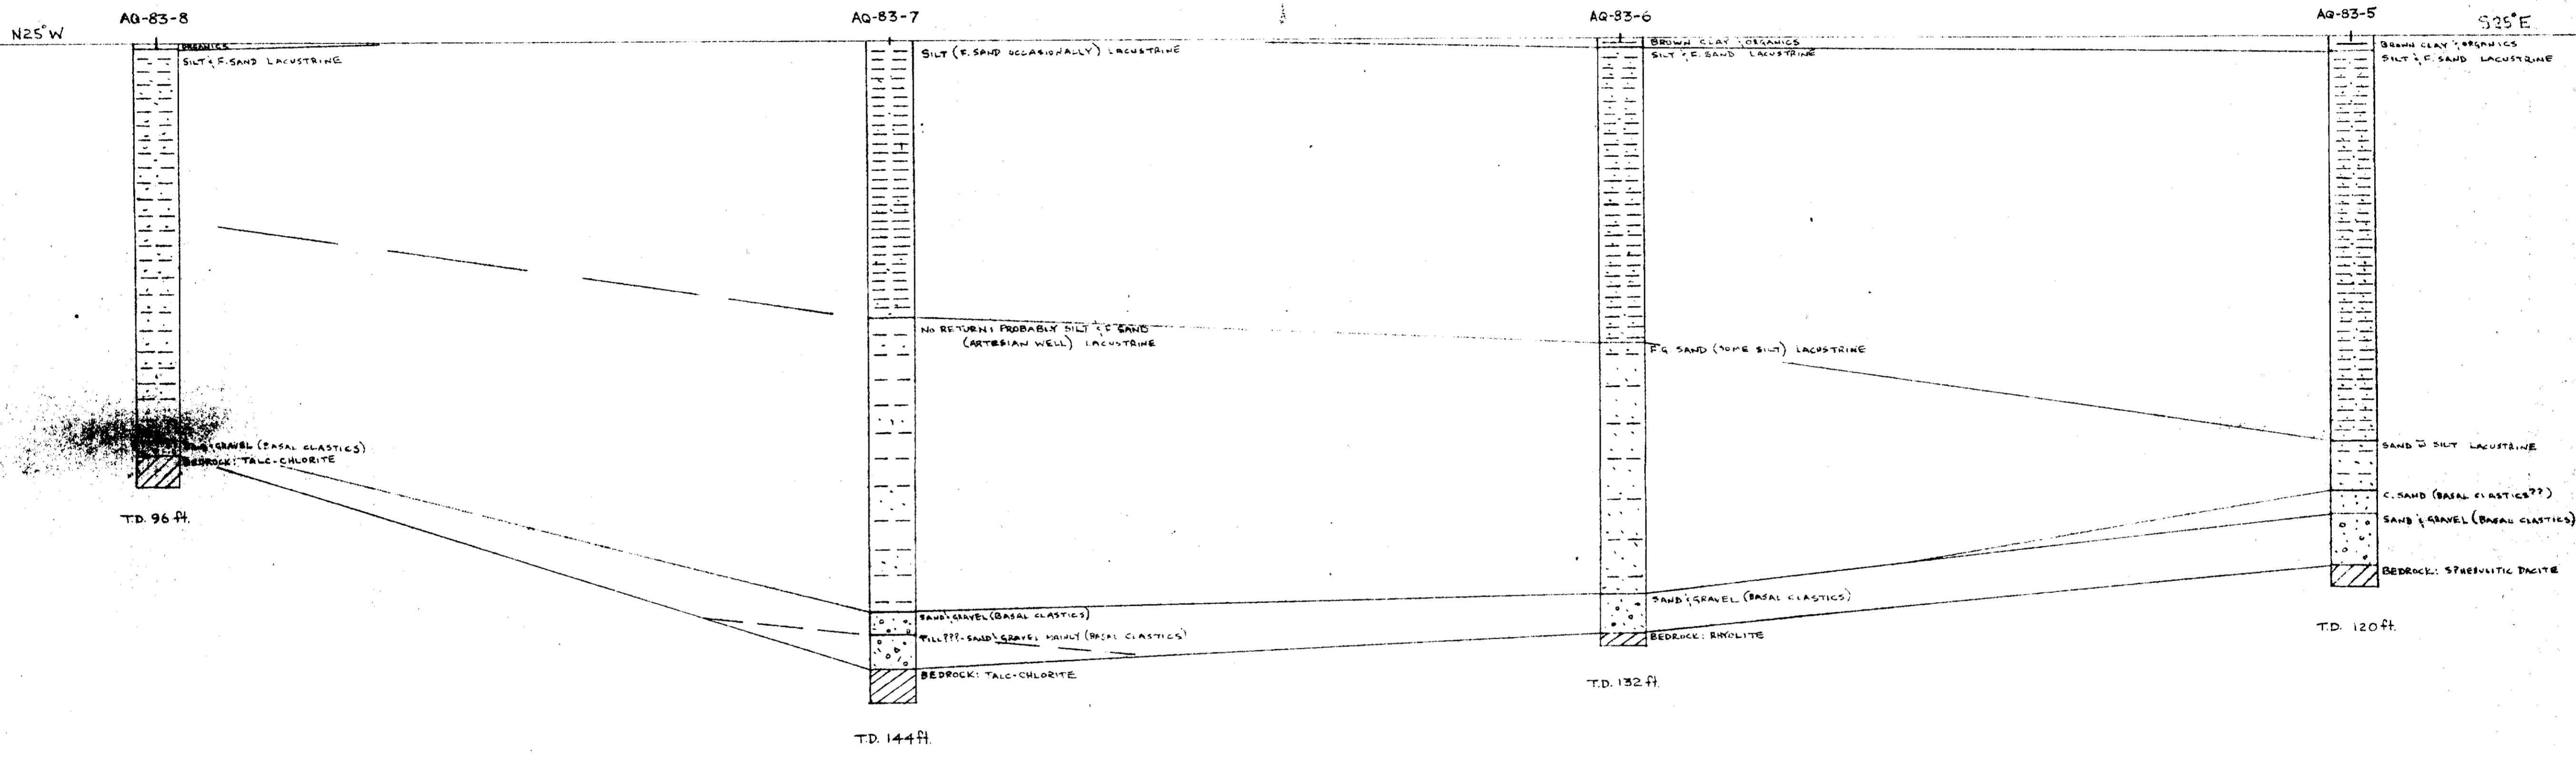 N25°W
AQ-83-8
ORGANICS
SILT & F. SAND LACUSTRINE
GRAVEL (BASAL CLASTICS)
BEDROCK: TALC-CHLORITE
T.D. 96 ft.
AQ-83-7
SILT (F. SAND OCCASIONALLY) LACUSTRINE
NO RETURN; PROBABLY SILT & F SAND
(ARTESIAN WELL) LACUSTRINE
SAND & GRAVEL (BASAL CLASTICS)
TILL???-SAND & GRAVEL MAINLY (BASAL CLASTICS)
BEDROCK: TALC-CHLORITE
T.D. 144 ft.
AQ-83-6
BROWN CLAY & ORGANICS
SILT & F. SAND LACUSTRINE
F.G. SAND (SOME SILT) LACUSTRINE
SAND & GRAVEL (BASAL CLASTICS)
BEDROCK: RHYOLITE
T.D. 132 ft.
AQ-83-5
S25°E
BROWN CLAY & ORGANICS
SILT & F. SAND LACUSTRINE
SAND w̄ SILT LACUSTRINE
C. SAND (BASAL CLASTICS??)
SAND & GRAVEL (BASAL CLASTICS)
BEDROCK: SPHERULITIC DACITE
T.D. 120 ft.